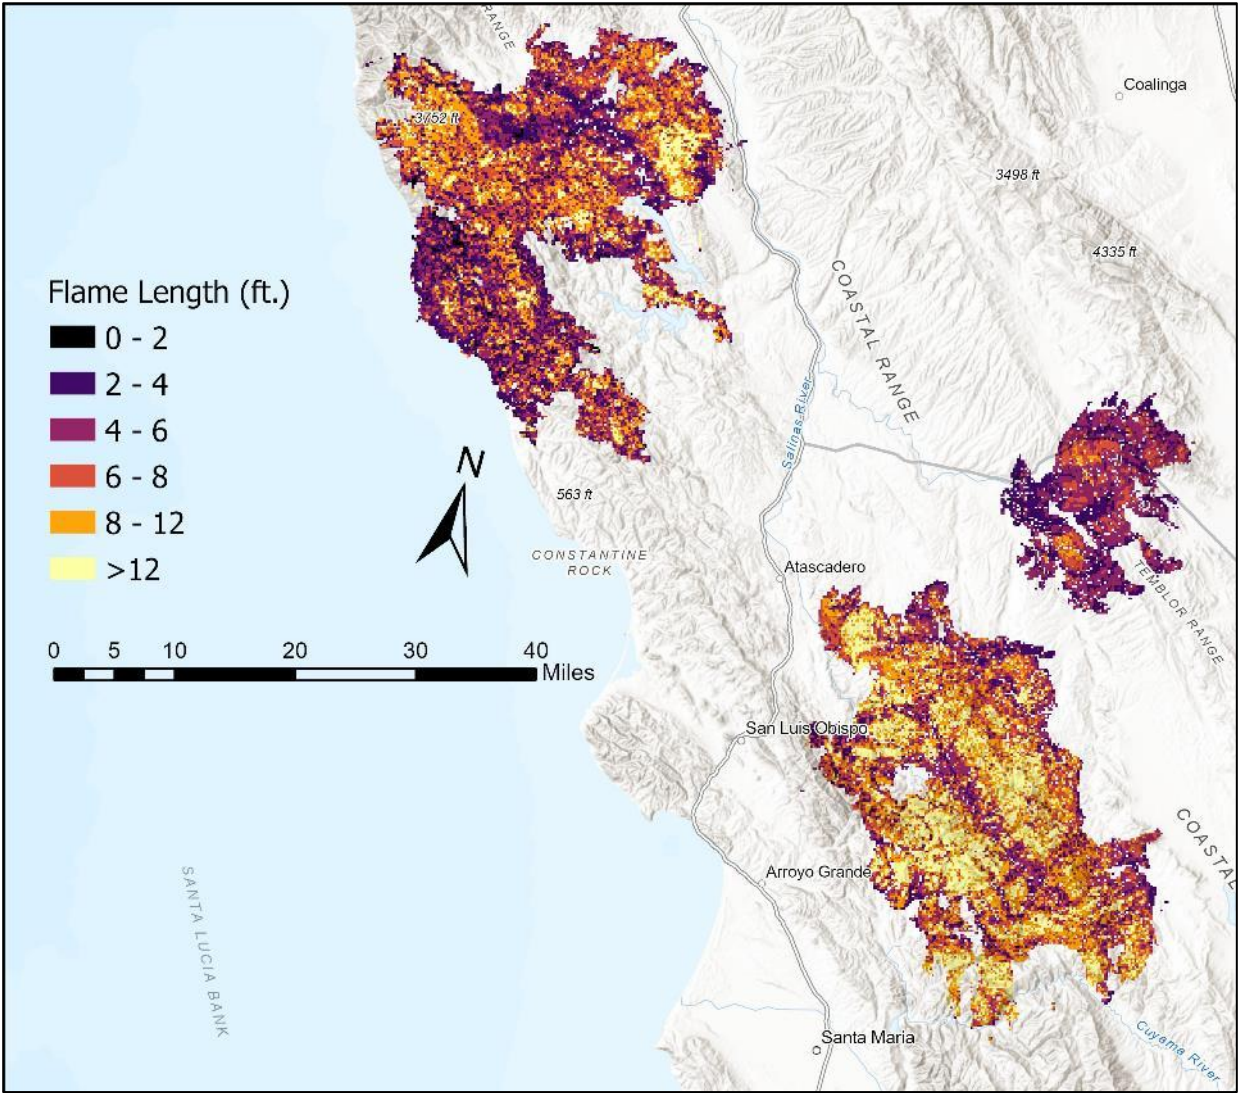 RANGE
Coalinga
3752 ft
3498 ft
4335 ft
COASTAL RANGE
Flame Length (ft.)
0 - 2
2 - 4
4 - 6
6 - 8
8 - 12
>12
N
Salinas River
563 ft
CONSTANTINE
ROCK
Atascadero
TEMBLOR RANGE
0 5 10 20 30 40
Miles
San Luis Obispo
COASTAL
Arroyo Grande
SANTA LUCIA BANK
Santa Maria
Cuyama River